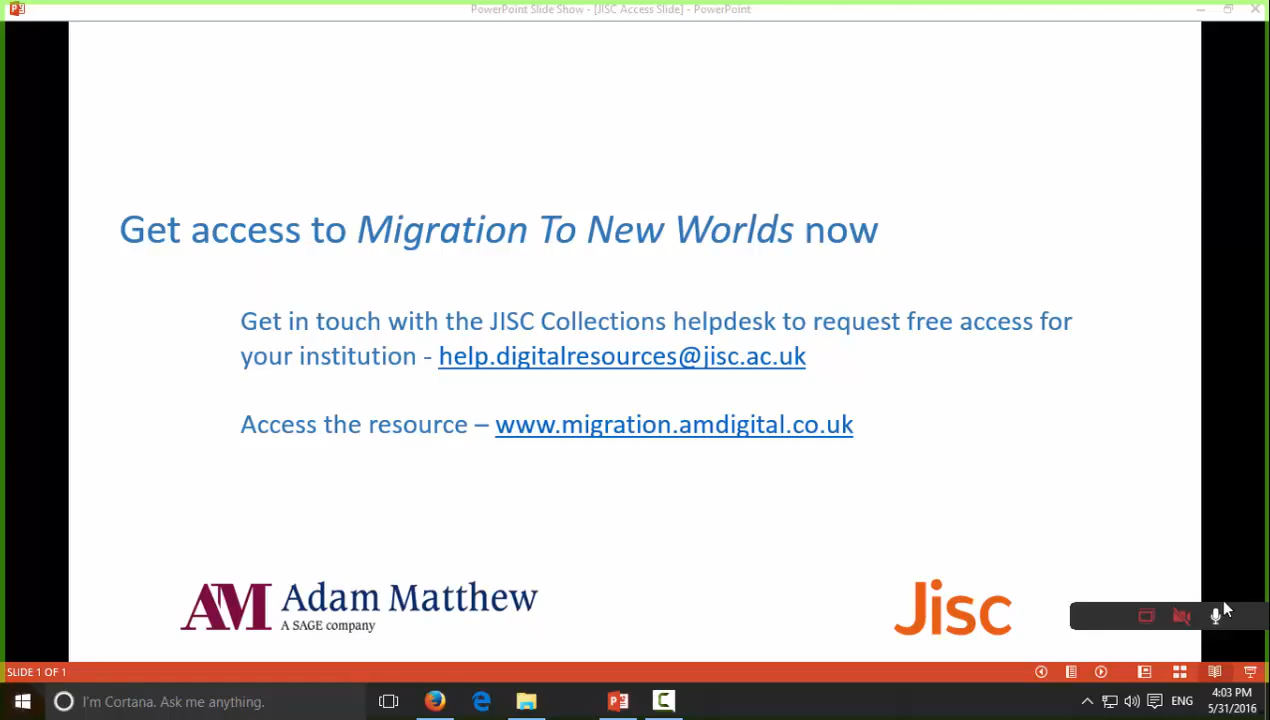 PowerPoint Slide Show - [JISC Access Slide] - PowerPoint
Get access to Migration To New Worlds now
Get in touch with the JISC Collections helpdesk to request free access for
your institution - help.digitalresources@jisc.ac.uk
Access the resource – www.migration.amdigital.co.uk
AM Adam Matthew
A SAGE company
Jisc
SLIDE 1 OF 1
I'm Cortana. Ask me anything.
ENG
4:03 PM
5/31/2016